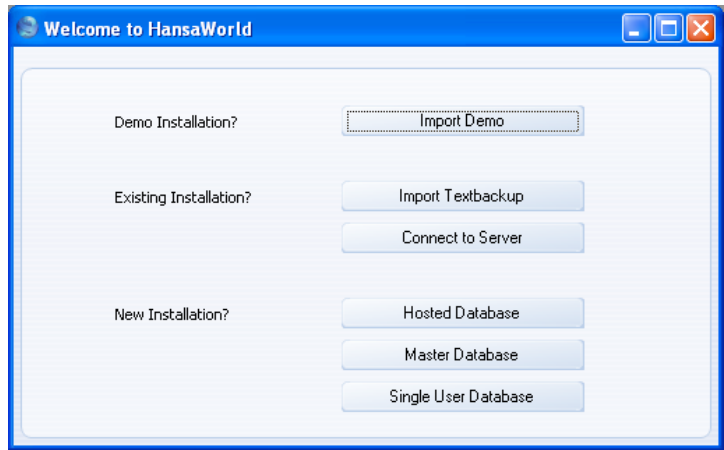 Welcome to HansaWorld
Demo Installation? Import Demo
Existing Installation? Import Textbackup
Connect to Server
New Installation? Hosted Database
Master Database
Single User Database